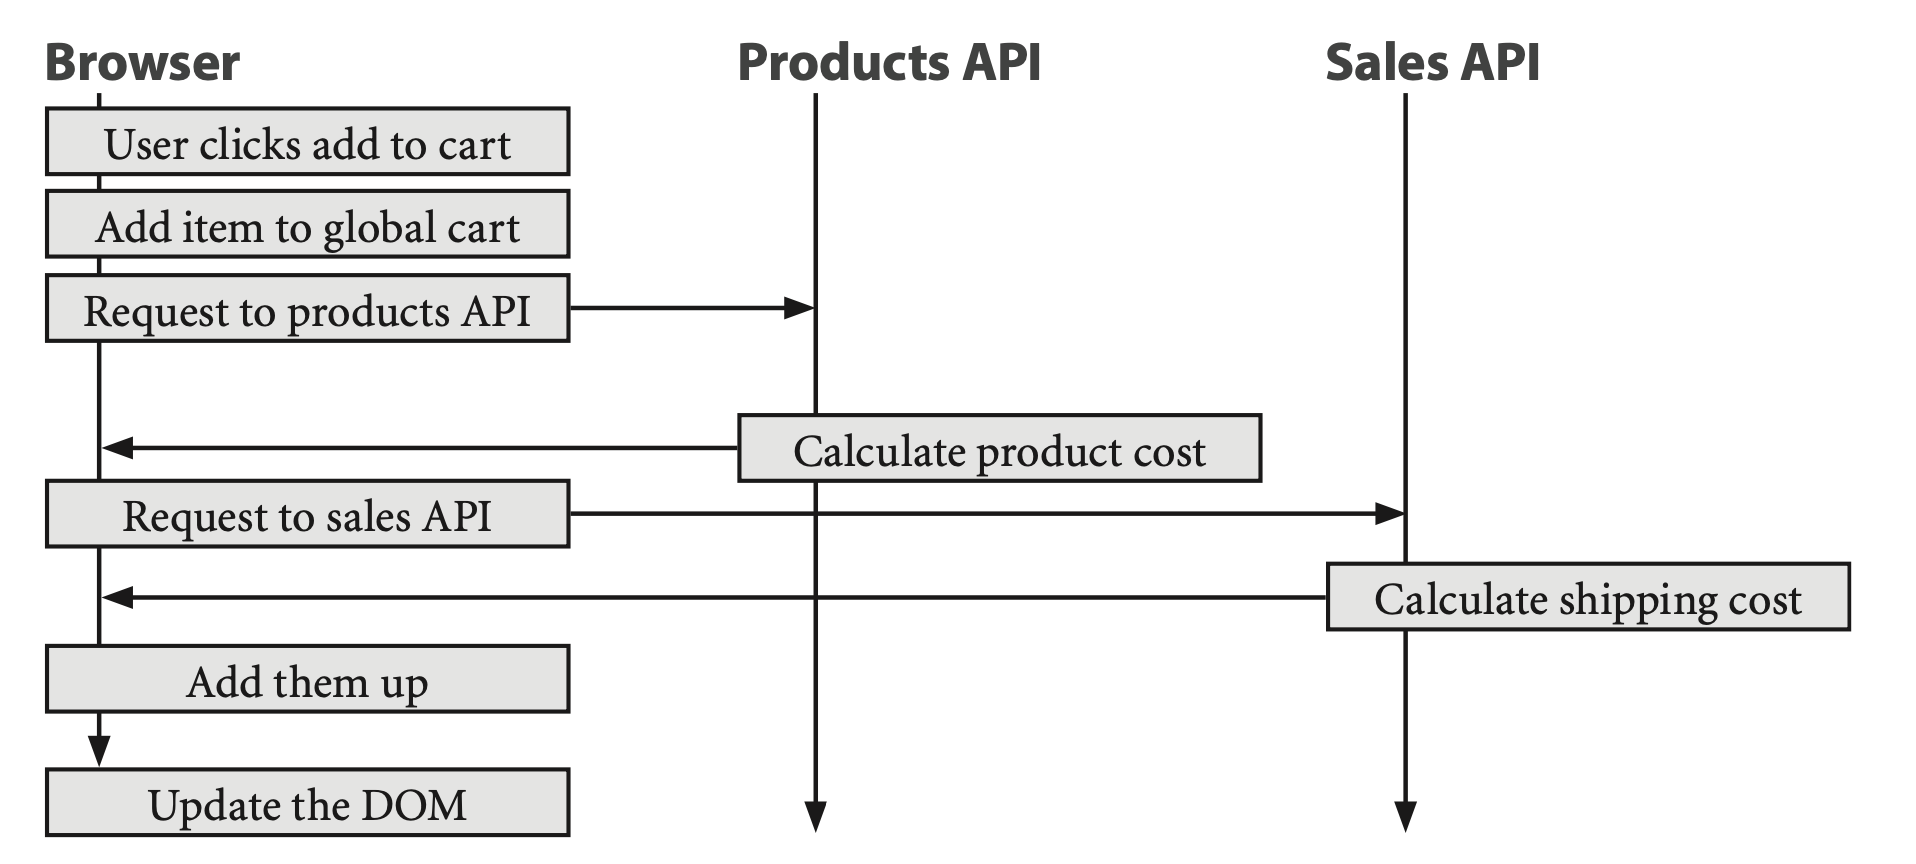 Browser
Products API
Sales API
User clicks add to cart
Add item to global cart
Request to products API
Calculate product cost
Request to sales API
Calculate shipping cost
Add them up
Update the DOM